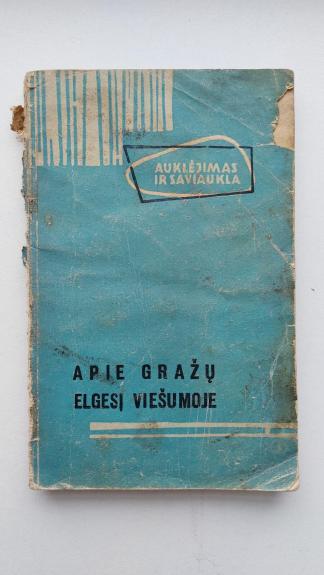 AUKLĖJIMAS
IR SAVIAUKLA
APIE GRAŽŲ
ELGESĮ VIEŠUMOJE